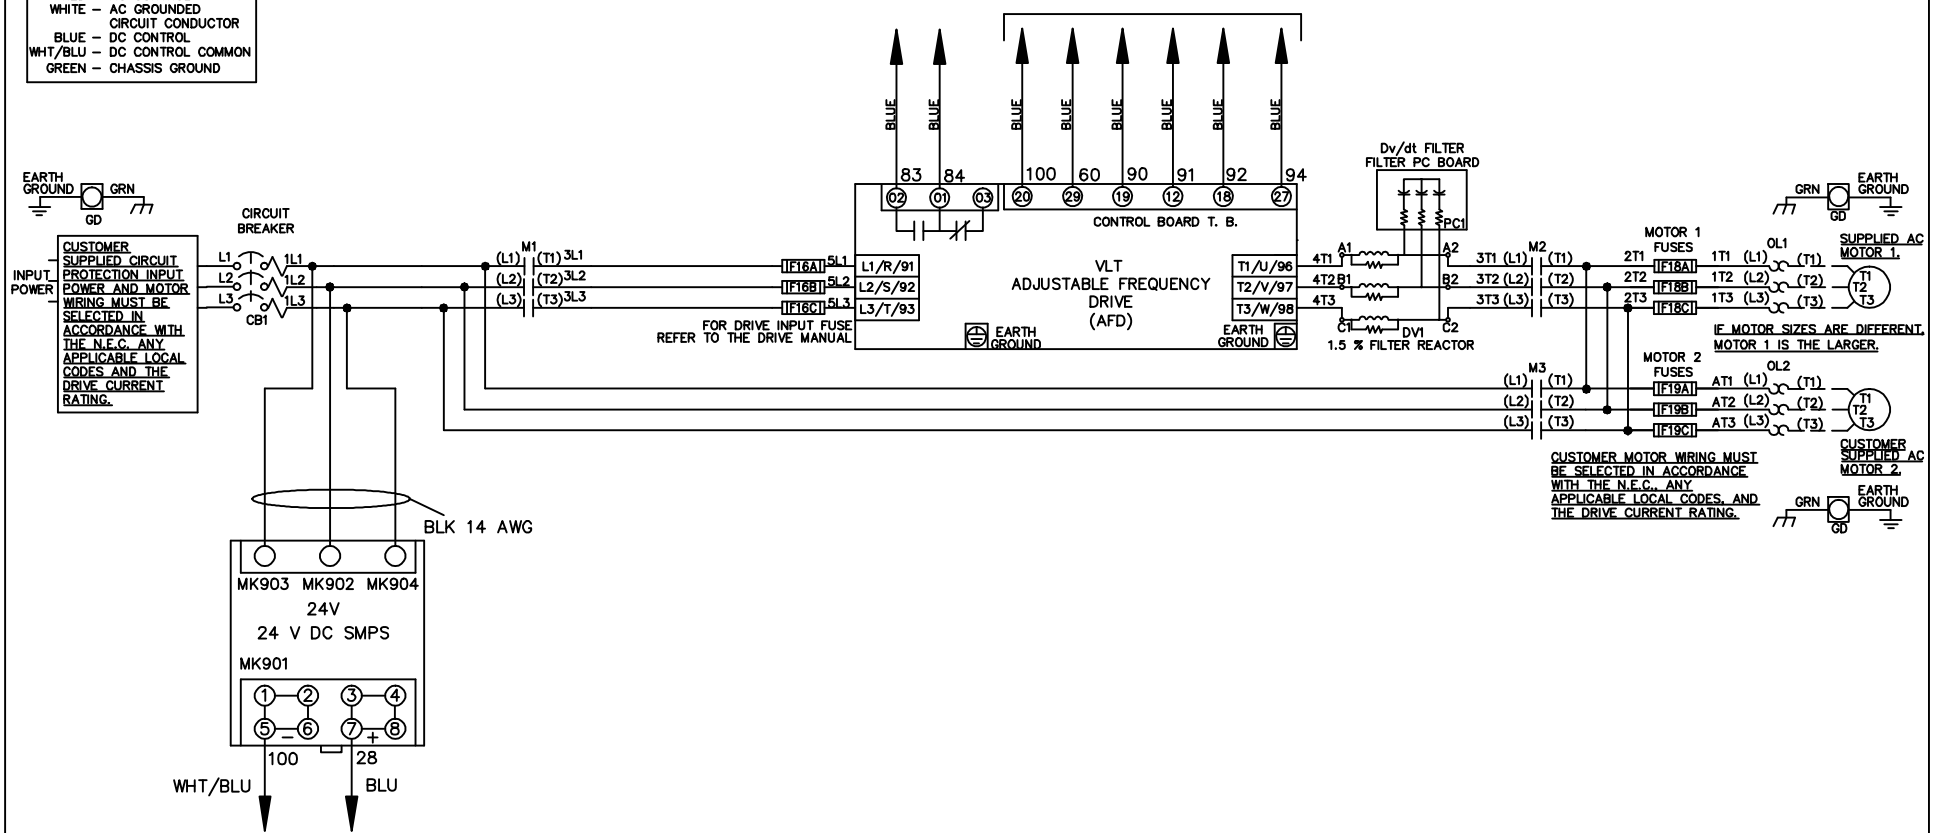 WHITE – AC GROUNDED
CIRCUIT CONDUCTOR
BLUE – DC CONTROL
WHT/BLU – DC CONTROL COMMON
GREEN – CHASSIS GROUND
BLUE
BLUE
BLUE
BLUE
BLUE
BLUE
BLUE
BLUE
83
84
100
60
90
91
92
94
02
01
03
20
29
19
12
18
27
CONTROL BOARD T. B.
EARTH
GROUND
GRN
GD
CIRCUIT
BREAKER
INPUT
POWER
CUSTOMER
SUPPLIED CIRCUIT
PROTECTION INPUT
POWER AND MOTOR
WIRING MUST BE
SELECTED IN
ACCORDANCE WITH
THE N.E.C. ANY
APPLICABLE LOCAL
CODES AND THE
DRIVE CURRENT
RATING.
L1
L2
L3
1L1
1L2
1L3
CB1
M1
(L1) (T1) 3L1
(L2) (T2) 3L2
(L3) (T3) 3L3
F16A 5L1
F16B 5L2
F16C 5L3
FOR DRIVE INPUT FUSE
REFER TO THE DRIVE MANUAL
L1/R/91
L2/S/92
L3/T/93
VLT
ADJUSTABLE FREQUENCY
DRIVE
(AFD)
EARTH
GROUND
T1/U/96
T2/V/97
T3/W/98
EARTH
GROUND
Dv/dt FILTER
FILTER PC BOARD
PC1
4T1 A1 A2
4T2 B1 B2
4T3 C1 C2
DV1
1.5 % FILTER REACTOR
M2
3T1 (L1) (T1)
3T2 (L2) (T2)
3T3 (L3) (T3)
MOTOR 1
FUSES
2T1 F18A 1T1 (L1) (T1)
2T2 F18B 1T2 (L2) (T2)
2T3 F18C 1T3 (L3) (T3)
OL1
GRN
GD
EARTH
GROUND
SUPPLIED AC
MOTOR 1.
T1
T2
T3
IF MOTOR SIZES ARE DIFFERENT,
MOTOR 1 IS THE LARGER.
M3
(L1) (T1)
(L2) (T2)
(L3) (T3)
MOTOR 2
FUSES
F19A AT1 (L1) (T1)
F19B AT2 (L2) (T2)
F19C AT3 (L3) (T3)
OL2
T1
T2
T3
CUSTOMER
SUPPLIED AC
MOTOR 2.
CUSTOMER MOTOR WIRING MUST
BE SELECTED IN ACCORDANCE
WITH THE N.E.C., ANY
APPLICABLE LOCAL CODES, AND
THE DRIVE CURRENT RATING.
GRN
GD
EARTH
GROUND
BLK 14 AWG
MK903 MK902 MK904
24V
24 V DC SMPS
MK901
1 2 3 4
5 6 7 8
– +
100
28
WHT/BLU
BLU